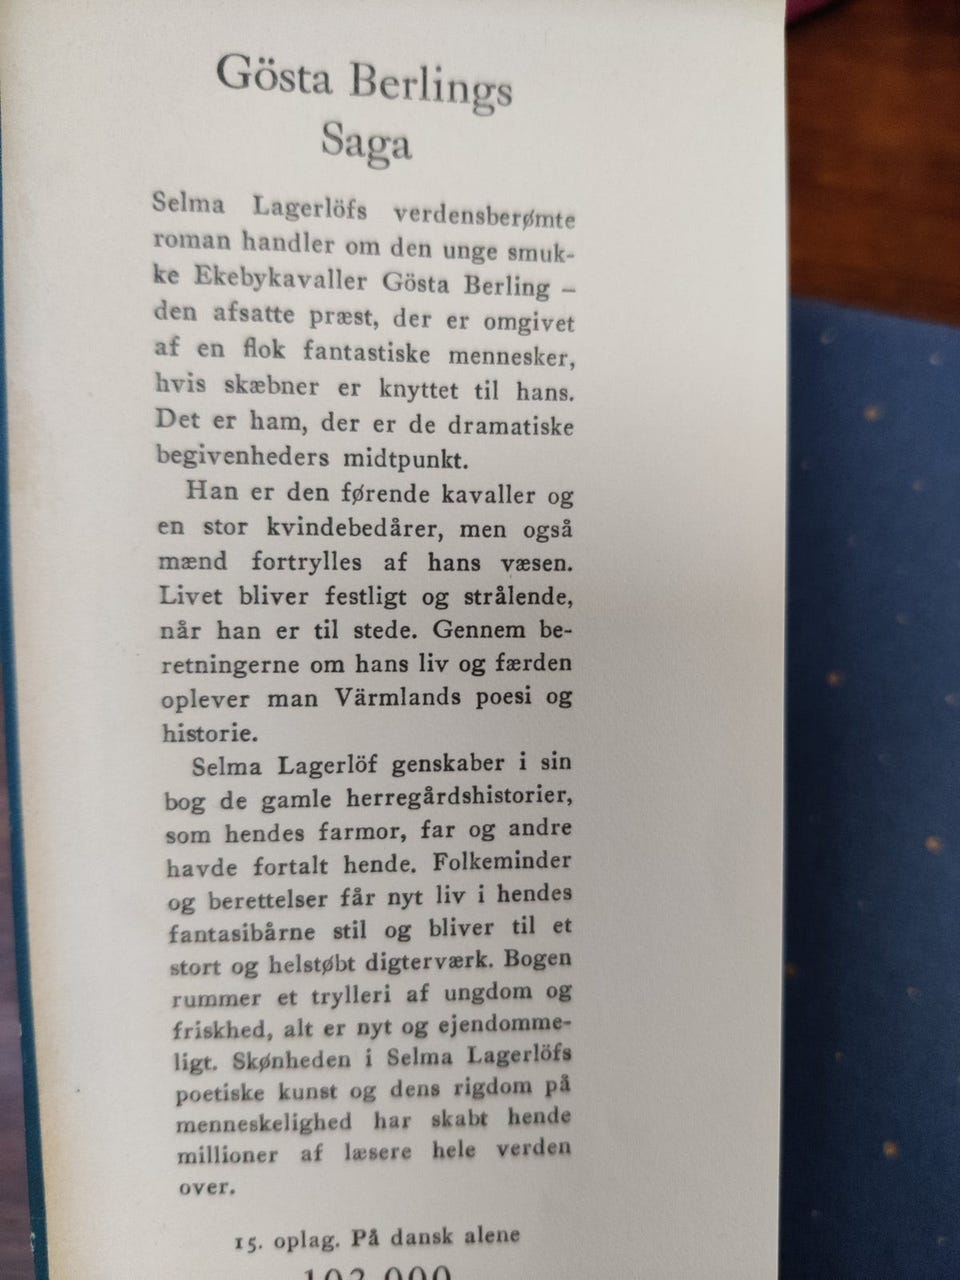 Gösta Berlings
Saga
Selma Lagerlöfs verdensberømte
roman handler om den unge smuk-
ke Ekebykavaller Gösta Berling –
den afsatte præst, der er omgivet
af en flok fantastiske mennesker,
hvis skæbner er knyttet til hans.
Det er ham, der er de dramatiske
begivenheders midtpunkt.
Han er den førende kavaller og
en stor kvindebedårer, men også
mænd fortrylles af hans væsen.
Livet bliver festligt og strålende,
når han er til stede. Gennem be-
retningerne om hans liv og færden
oplever man Värmlands poesi og
historie.
Selma Lagerlöf genskaber i sin
bog de gamle herregårdshistorier,
som hendes farmor, far og andre
havde fortalt hende. Folkeminder
og berettelser får nyt liv i hendes
fantasibårne stil og bliver til et
stort og helstøbt digterværk. Bogen
rummer et trylleri af ungdom og
friskhed, alt er nyt og ejendomme-
ligt. Skønheden i Selma Lagerlöfs
poetiske kunst og dens rigdom på
menneskelighed har skabt hende
millioner af læsere hele verden
over.
15. oplag. På dansk alene